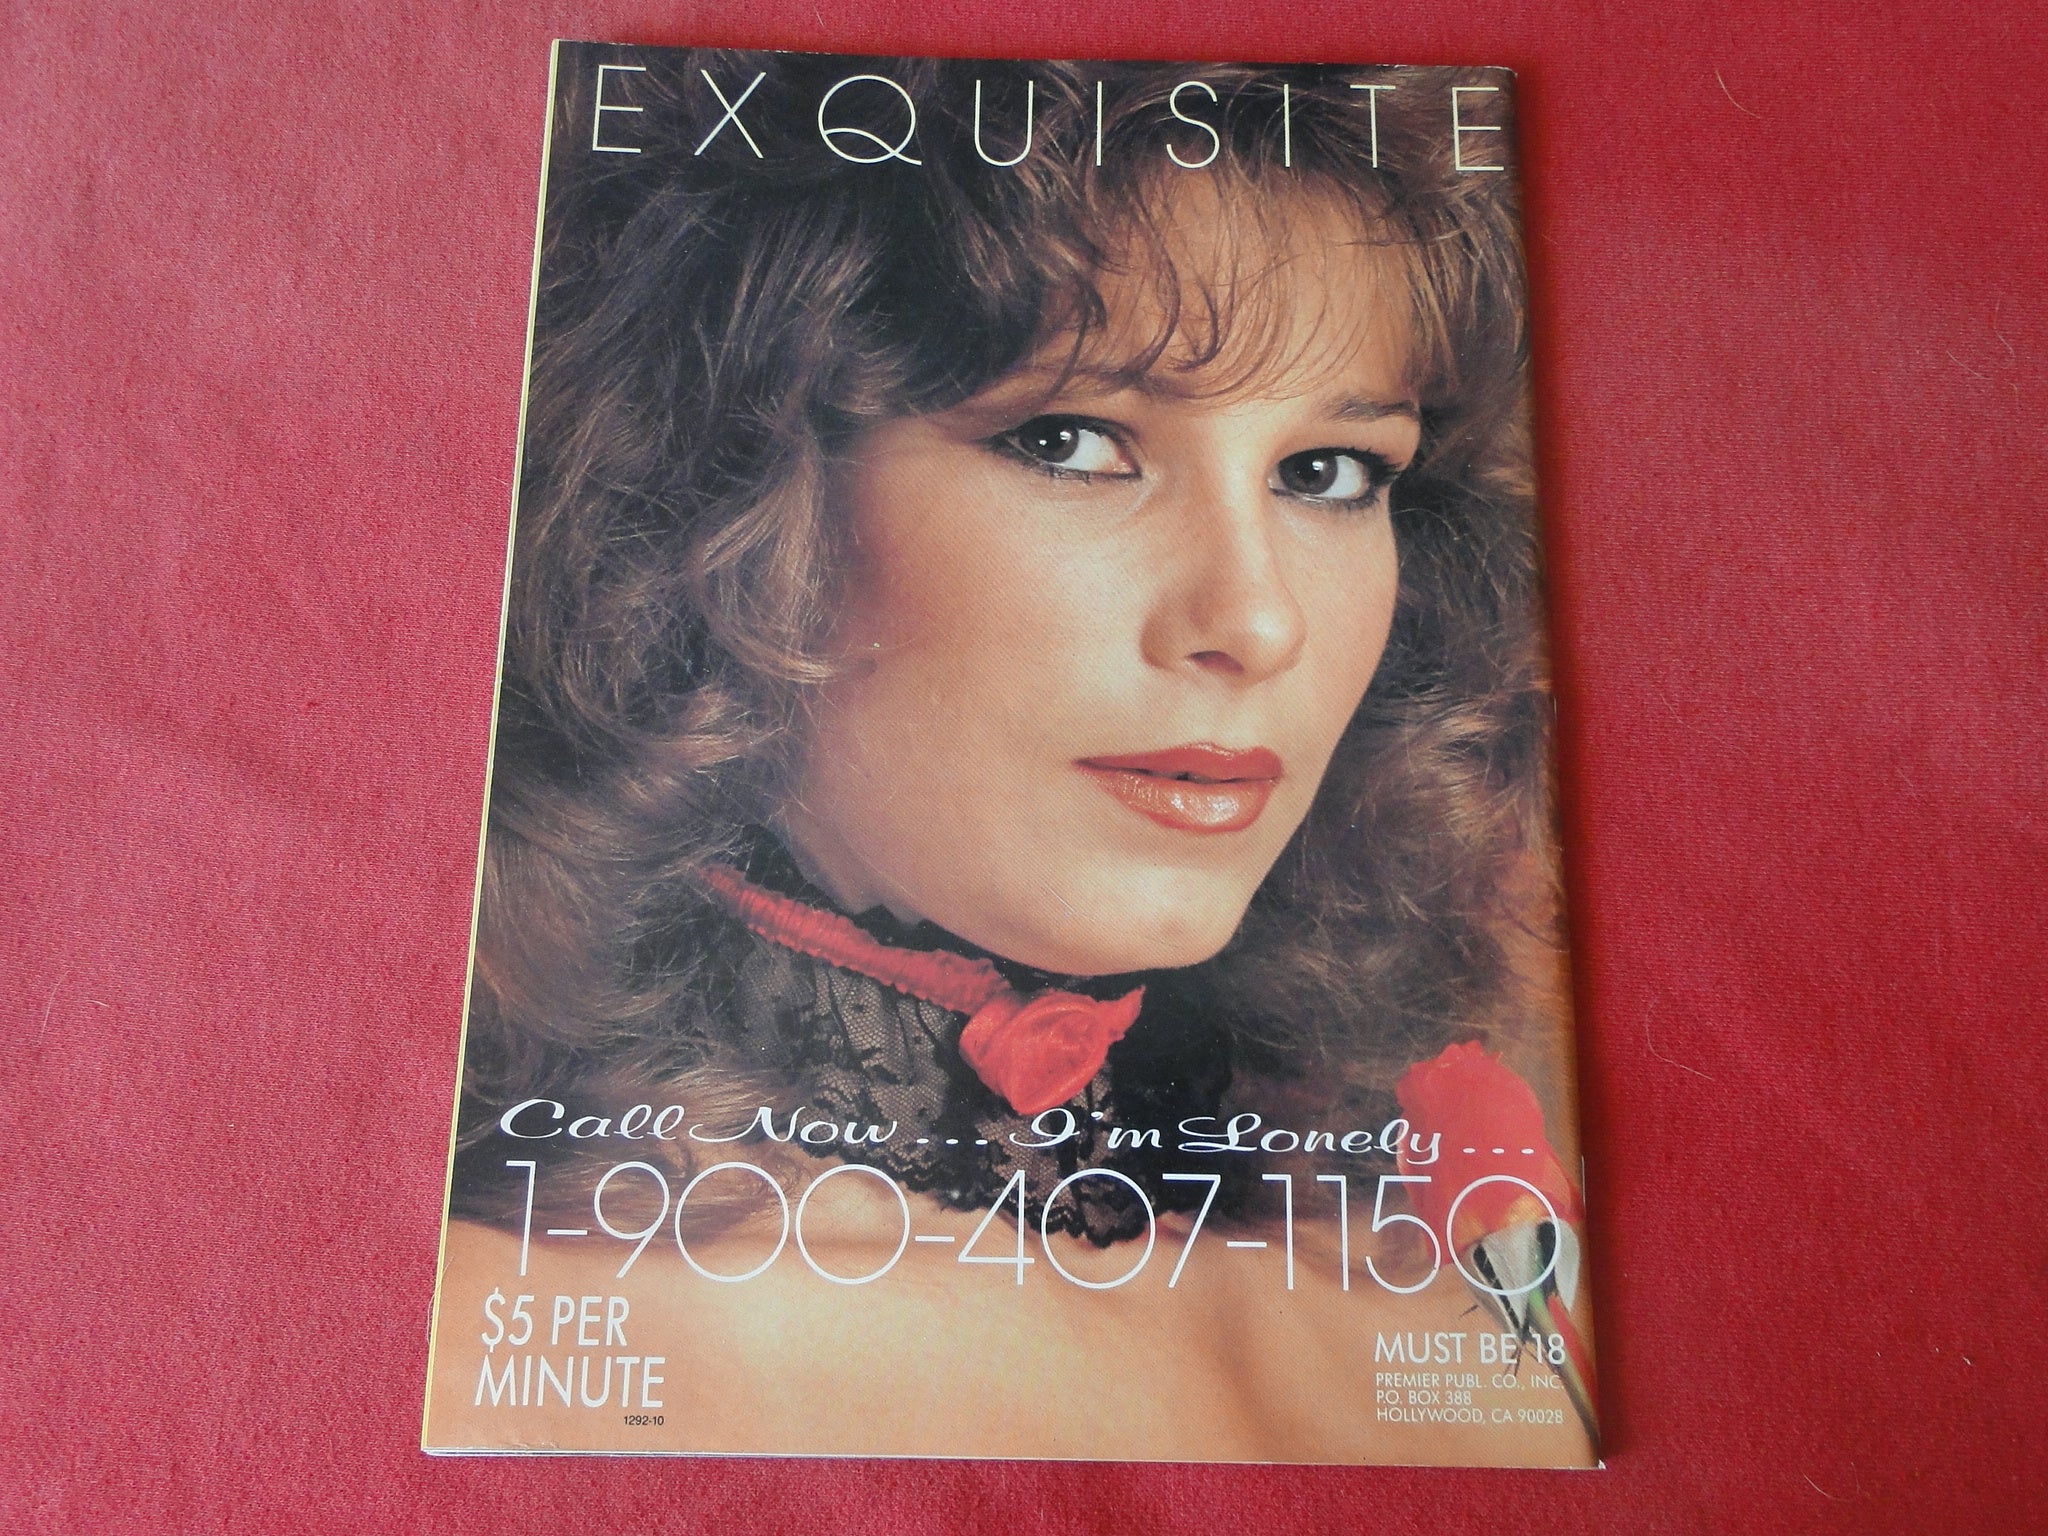 EXQUISITE
Call Now... I'm Lonely...
1-900-407-1150
$5 PER
MINUTE
1292-10
MUST BE 18
PREMIER PUBL. CO., INC.
P.O. BOX 388
HOLLYWOOD, CA 90028